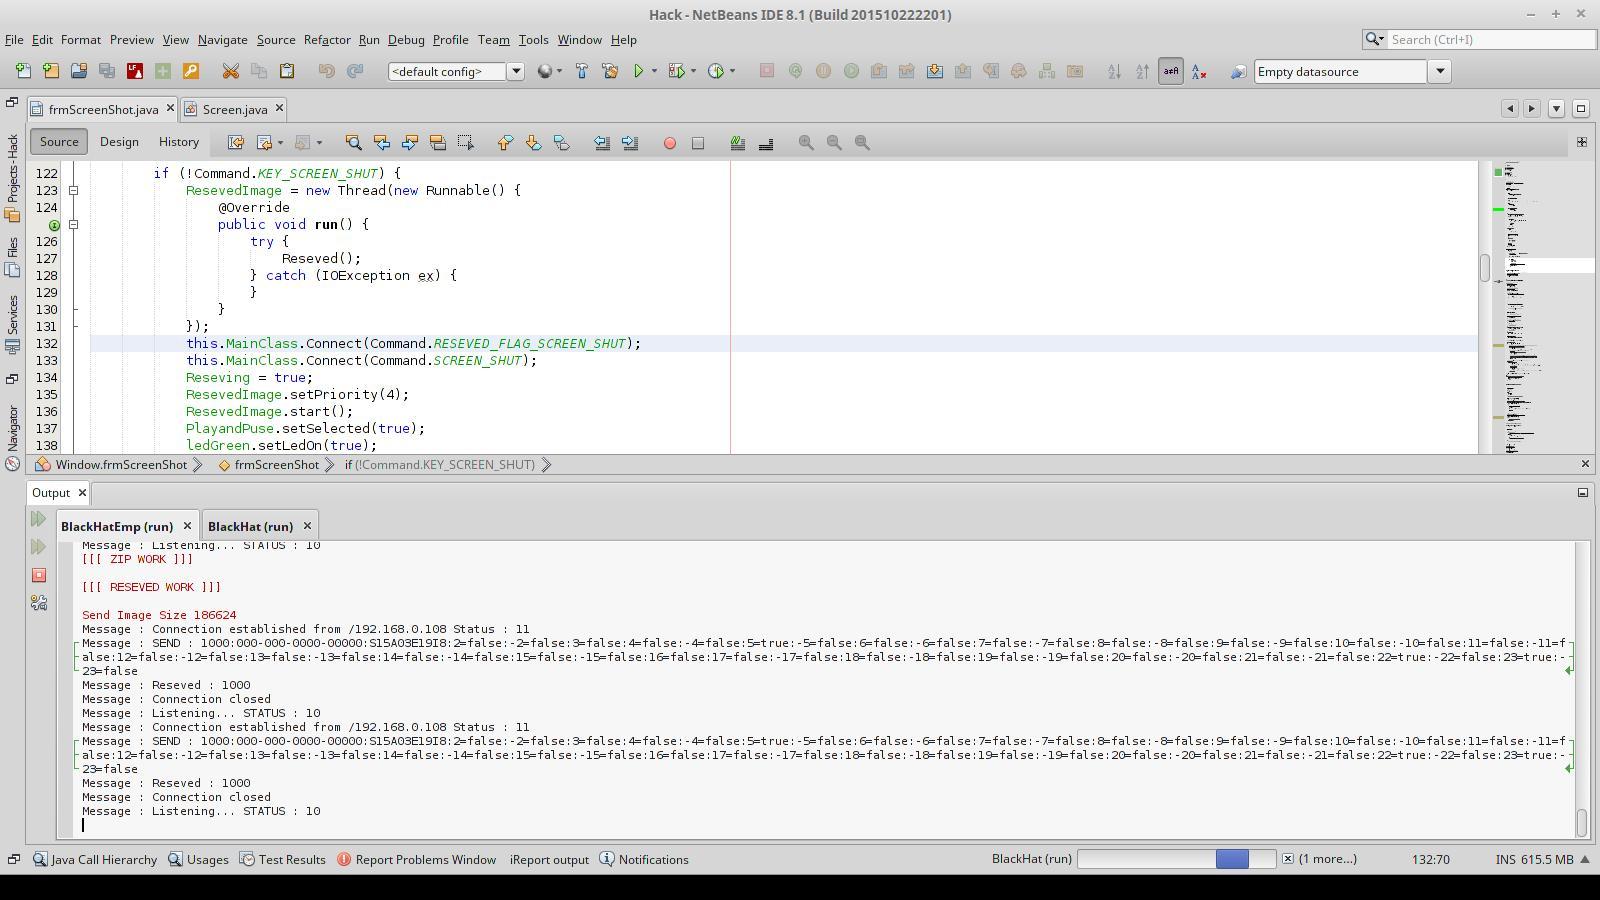 Hack - NetBeans IDE 8.1 (Build 201510222201)
File Edit Format Preview View Navigate Source Refactor Run Debug Profile Team Tools Window Help
Search (Ctrl+I)
<default config>
Empty datasource
frmScreenShot.java
Screen.java
Source Design History
Projects - Hack
Files
Services
Navigator
122 if (!Command.KEY_SCREEN_SHUT) {
123 ResevedImage = new Thread(new Runnable() {
124 @Override
public void run() {
126 try {
127 Reseved();
128 } catch (IOException ex) {
129 }
130 }
131 });
132 this.MainClass.Connect(Command.RESEVED_FLAG_SCREEN_SHUT);
133 this.MainClass.Connect(Command.SCREEN_SHUT);
134 Reseving = true;
135 ResevedImage.setPriority(4);
136 ResevedImage.start();
137 PlayandPuse.setSelected(true);
138 ledGreen.setLedOn(true);
Window.frmScreenShot frmScreenShot if (!Command.KEY_SCREEN_SHUT)
Output
BlackHatEmp (run) BlackHat (run)
Message : Listening... STATUS : 10
[[[ ZIP WORK ]]]
[[[ RESEVED WORK ]]]
Send Image Size 186624
Message : Connection established from /192.168.0.108 Status : 11
Message : SEND : 1000:000-000-0000-00000:S15A03E19I8:2=false:-2=false:3=false:4=false:-4=false:5=true:-5=false:6=false:-6=false:7=false:-7=false:8=false:-8=false:9=false:-9=false:10=false:-10=false:11=false:-11=f
alse:12=false:-12=false:13=false:-13=false:14=false:-14=false:15=false:-15=false:16=false:17=false:-17=false:18=false:-18=false:19=false:-19=false:20=false:-20=false:21=false:-21=false:22=true:-22=false:23=true:-
23=false
Message : Reseved : 1000
Message : Connection closed
Message : Listening... STATUS : 10
Message : Connection established from /192.168.0.108 Status : 11
Message : SEND : 1000:000-000-0000-00000:S15A03E19I8:2=false:-2=false:3=false:4=false:-4=false:5=true:-5=false:6=false:-6=false:7=false:-7=false:8=false:-8=false:9=false:-9=false:10=false:-10=false:11=false:-11=f
alse:12=false:-12=false:13=false:-13=false:14=false:-14=false:15=false:-15=false:16=false:17=false:-17=false:18=false:-18=false:19=false:-19=false:20=false:-20=false:21=false:-21=false:22=true:-22=false:23=true:-
23=false
Message : Reseved : 1000
Message : Connection closed
Message : Listening... STATUS : 10
Java Call Hierarchy Usages Test Results Report Problems Window iReport output Notifications
BlackHat (run) (1 more...) 132:70 INS 615.5 MB